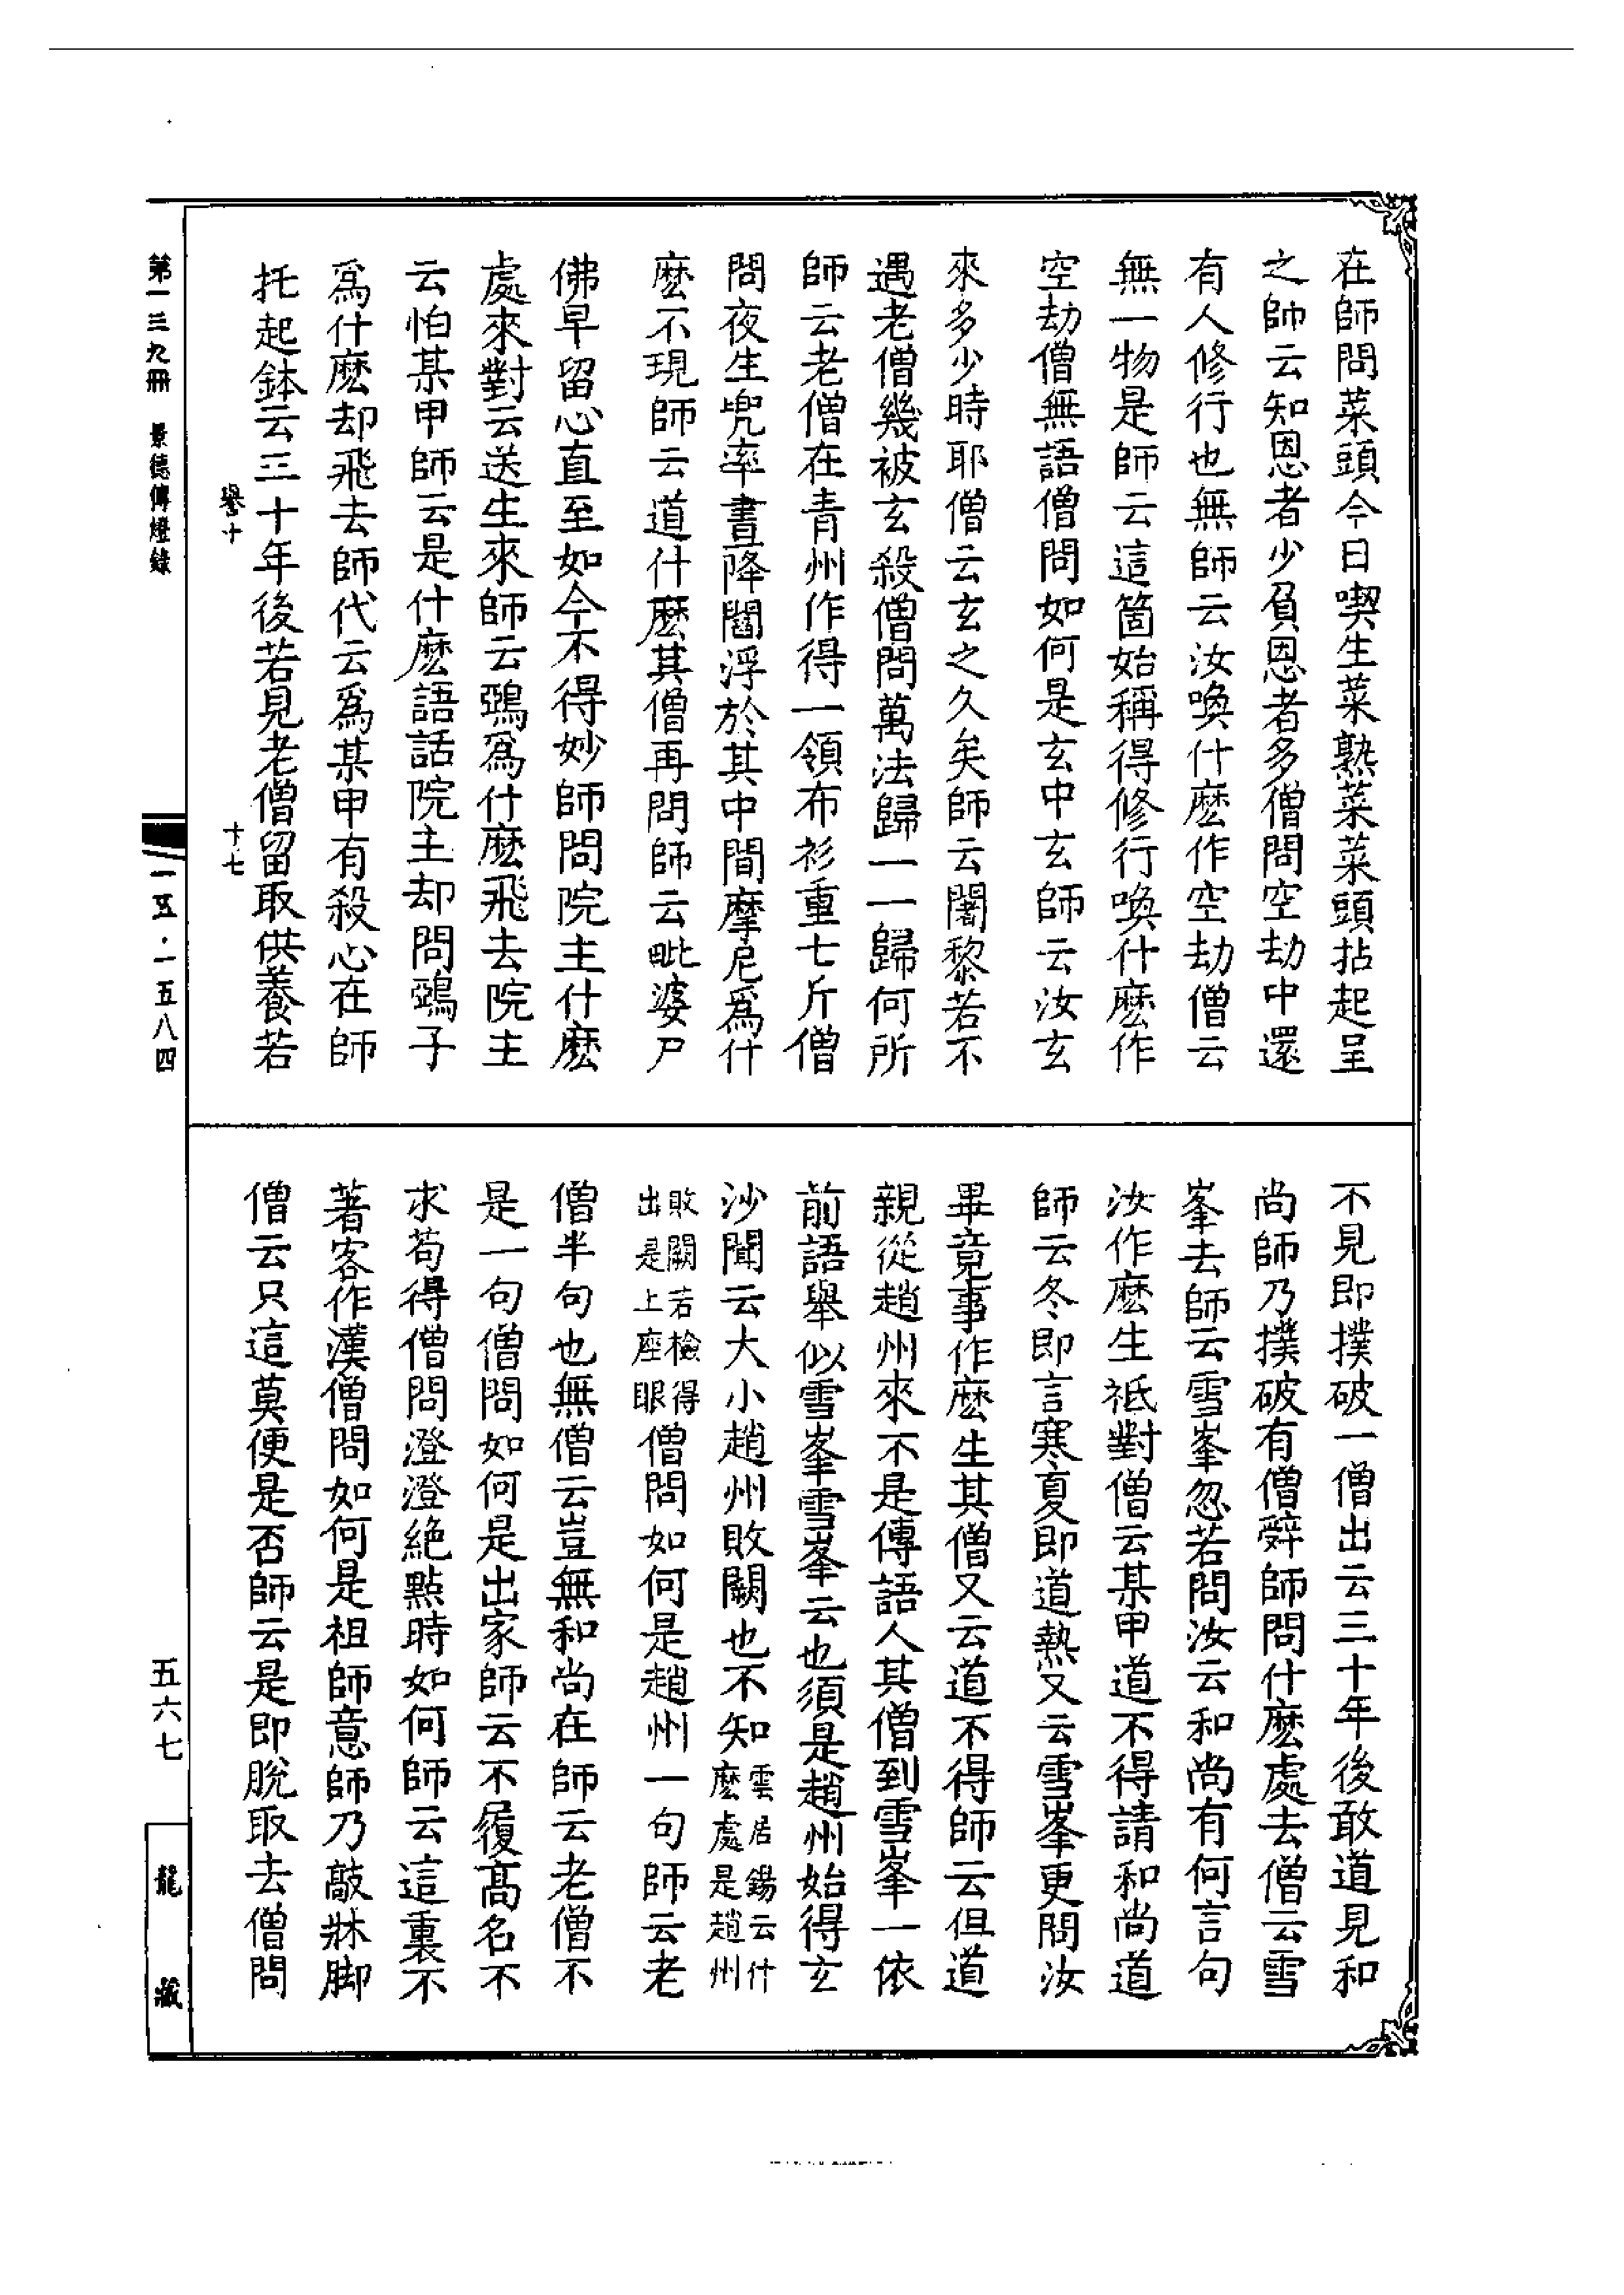 在師問菜頭今日喫生菜熟菜菜頭拈起呈
之師云知恩者少負恩者多僧問空劫中還
有人修行也無師云汝喚什麽作空劫僧云
無一物是師云這箇始稱得修行喚什麽作
空劫僧無語僧問如何是玄中玄師云汝玄
來多少時耶僧云玄之久矣師云闍黎若不
遇老僧幾被玄殺僧問萬法歸一一歸何所
師云老僧在青州作得一領布衫重七斤僧
問夜生兜率晝降閻浮於其中間摩尼爲什
麽不現師云道什麽其僧再問師云毗婆尸
佛早留心直至如今不得妙師問院主什麽
處來對云送生來師云鵶爲什麽飛去院主
云怕某甲師云是什麽語話院主却問鵶子
爲什麽却飛去師代云爲某甲有殺心在師
托起鉢云三十年後若見老僧留取供養若
譽十 十七
不見即撲破一僧出云三十年後敢道見和
尚師乃撲破有僧辭師問什麽處去僧云雪
峯去師云雪峯忽若問汝云和尚有何言句
汝作麽生祇對僧云某甲道不得請和尚道
師云冬即言寒夏即道熱又云雪峯更問汝
畢竟事作麽生其僧又云道不得師云但道
親從趙州來不是傳語人其僧到雪峯一依
前語舉似雪峯雪峯云也須是趙州始得玄
沙聞云大小趙州敗闕也不知雲居錫云什麽處是趙州
敗闕若檢得出是上座眼僧問如何是趙州一句師云老
僧半句也無僧云豈無和尚在師云老僧不
是一句僧問如何是出家師云不履高名不
求苟得僧問澄澄絶點時如何師云這裏不
著客作漢僧問如何是祖師意師乃敲牀脚
僧云只這莫便是否師云是即脫取去僧問
第一三九冊 景德傳燈錄
一五·一五八四
五六七
龍藏